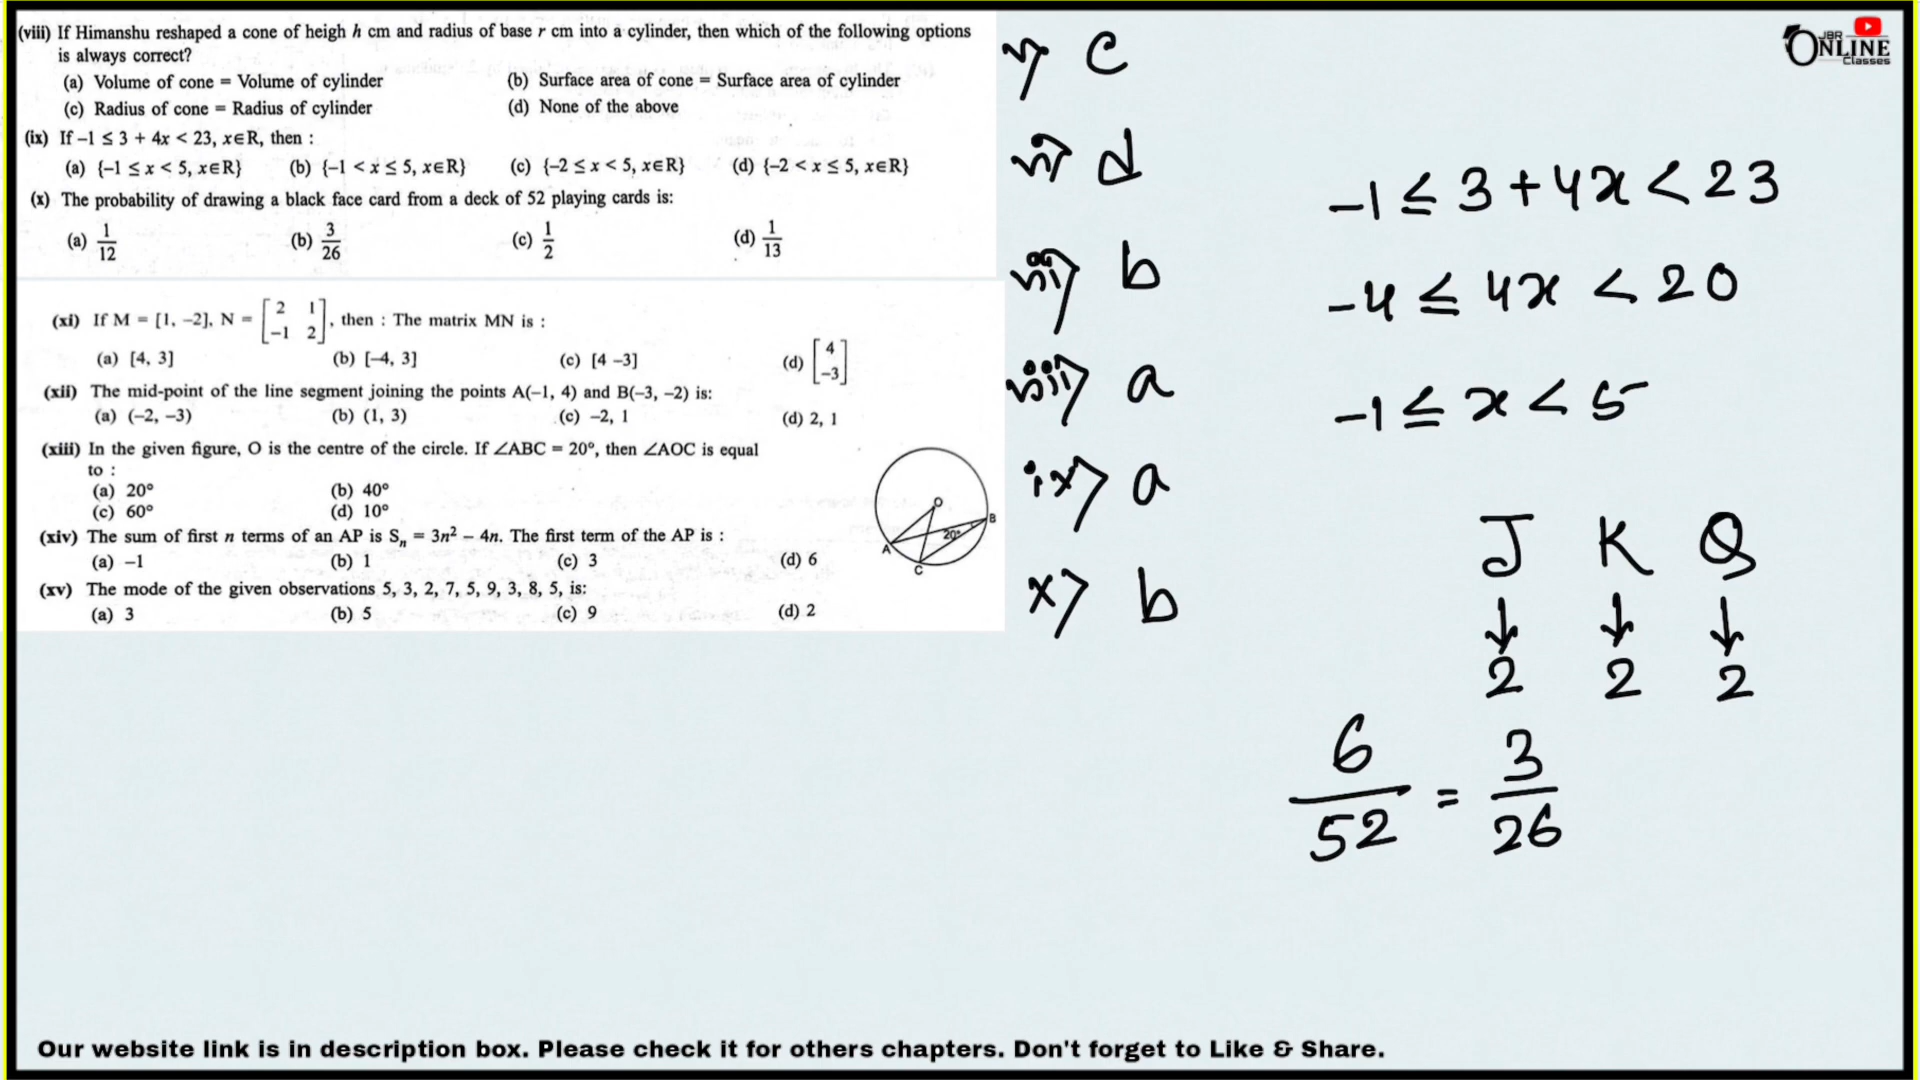 (viii) If Himanshu reshaped a cone of heigh h cm and radius of base r cm into a cylinder, then which of the following options
is always correct?
(a) Volume of cone = Volume of cylinder (b) Surface area of cone = Surface area of cylinder
(c) Radius of cone = Radius of cylinder (d) None of the above
(ix) If −1 ≤ 3 + 4x < 23, x∈R, then :
(a) {−1 ≤ x < 5, x∈R} (b) {−1 < x ≤ 5, x∈R} (c) {−2 ≤ x < 5, x∈R} (d) {−2 < x ≤ 5, x∈R}
(x) The probability of drawing a black face card from a deck of 52 playing cards is:
(a) 1/12 (b) 3/26 (c) 1/2 (d) 1/13
(xi) If M = [1, −2], N = [2 1
−1 2], then : The matrix MN is :
(a) [4, 3] (b) [−4, 3] (c) [4 −3] (d) [4
−3]
(xii) The mid-point of the line segment joining the points A(−1, 4) and B(−3, −2) is:
(a) (−2, −3) (b) (1, 3) (c) −2, 1 (d) 2, 1
(xiii) In the given figure, O is the centre of the circle. If ∠ABC = 20°, then ∠AOC is equal
to :
(a) 20° (b) 40°
(c) 60° (d) 10°
O
B
20°
A
C
(xiv) The sum of first n terms of an AP is Sn = 3n² − 4n. The first term of the AP is :
(a) −1 (b) 1 (c) 3 (d) 6
(xv) The mode of the given observations 5, 3, 2, 7, 5, 9, 3, 8, 5, is:
(a) 3 (b) 5 (c) 9 (d) 2
v> c
vi> d
vii> b
viii> a
ix> a
x> b
−1 ≤ 3 + 4x < 23
−4 ≤ 4x < 20
−1 ≤ x < 5
J K Q
↓ ↓ ↓
2 2 2
6/52 = 3/26
JBR
ONLINE
Classes
Our website link is in description box. Please check it for others chapters. Don't forget to Like & Share.